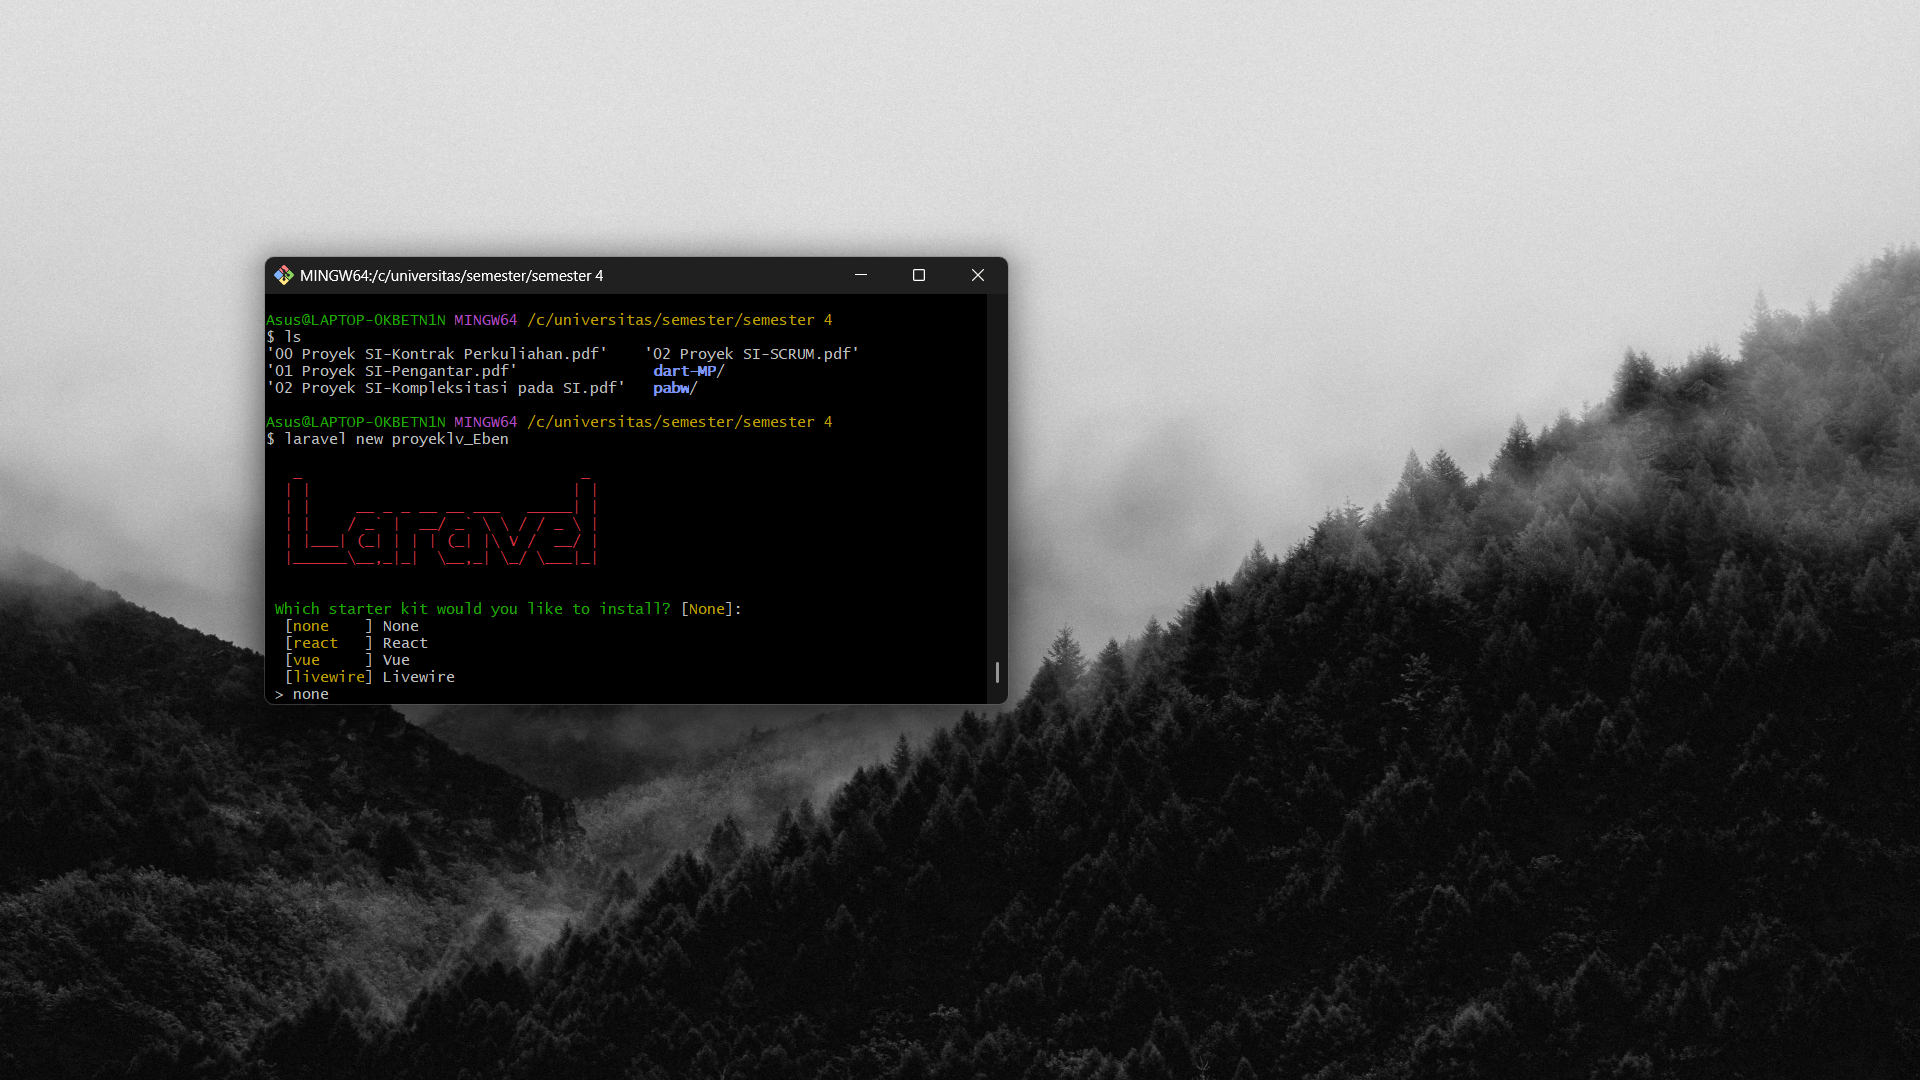 MINGW64:/c/universitas/semester/semester 4
Asus@LAPTOP-OKBETN1N MINGW64 /c/universitas/semester/semester 4
$ ls
'00 Proyek SI-Kontrak Perkuliahan.pdf'    '02 Proyek SI-SCRUM.pdf'
'01 Proyek SI-Pengantar.pdf'               dart-MP/
'02 Proyek SI-Kompleksitasi pada SI.pdf'   pabw/
Asus@LAPTOP-OKBETN1N MINGW64 /c/universitas/semester/semester 4
$ laravel new proyeklv_Eben
Laravel
Which starter kit would you like to install? [None]:
[none    ] None
[react   ] React
[vue     ] Vue
[livewire] Livewire
> none